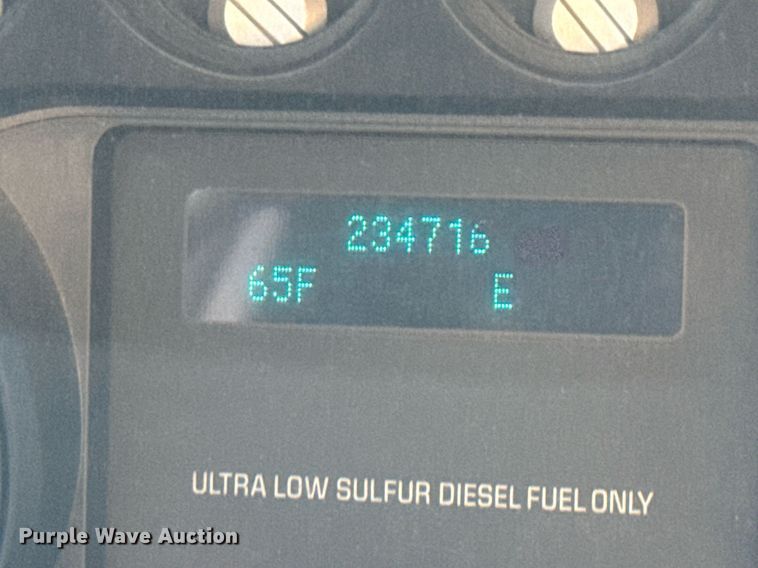 234716
65F E
ULTRA LOW SULFUR DIESEL FUEL ONLY
Purple Wave Auction